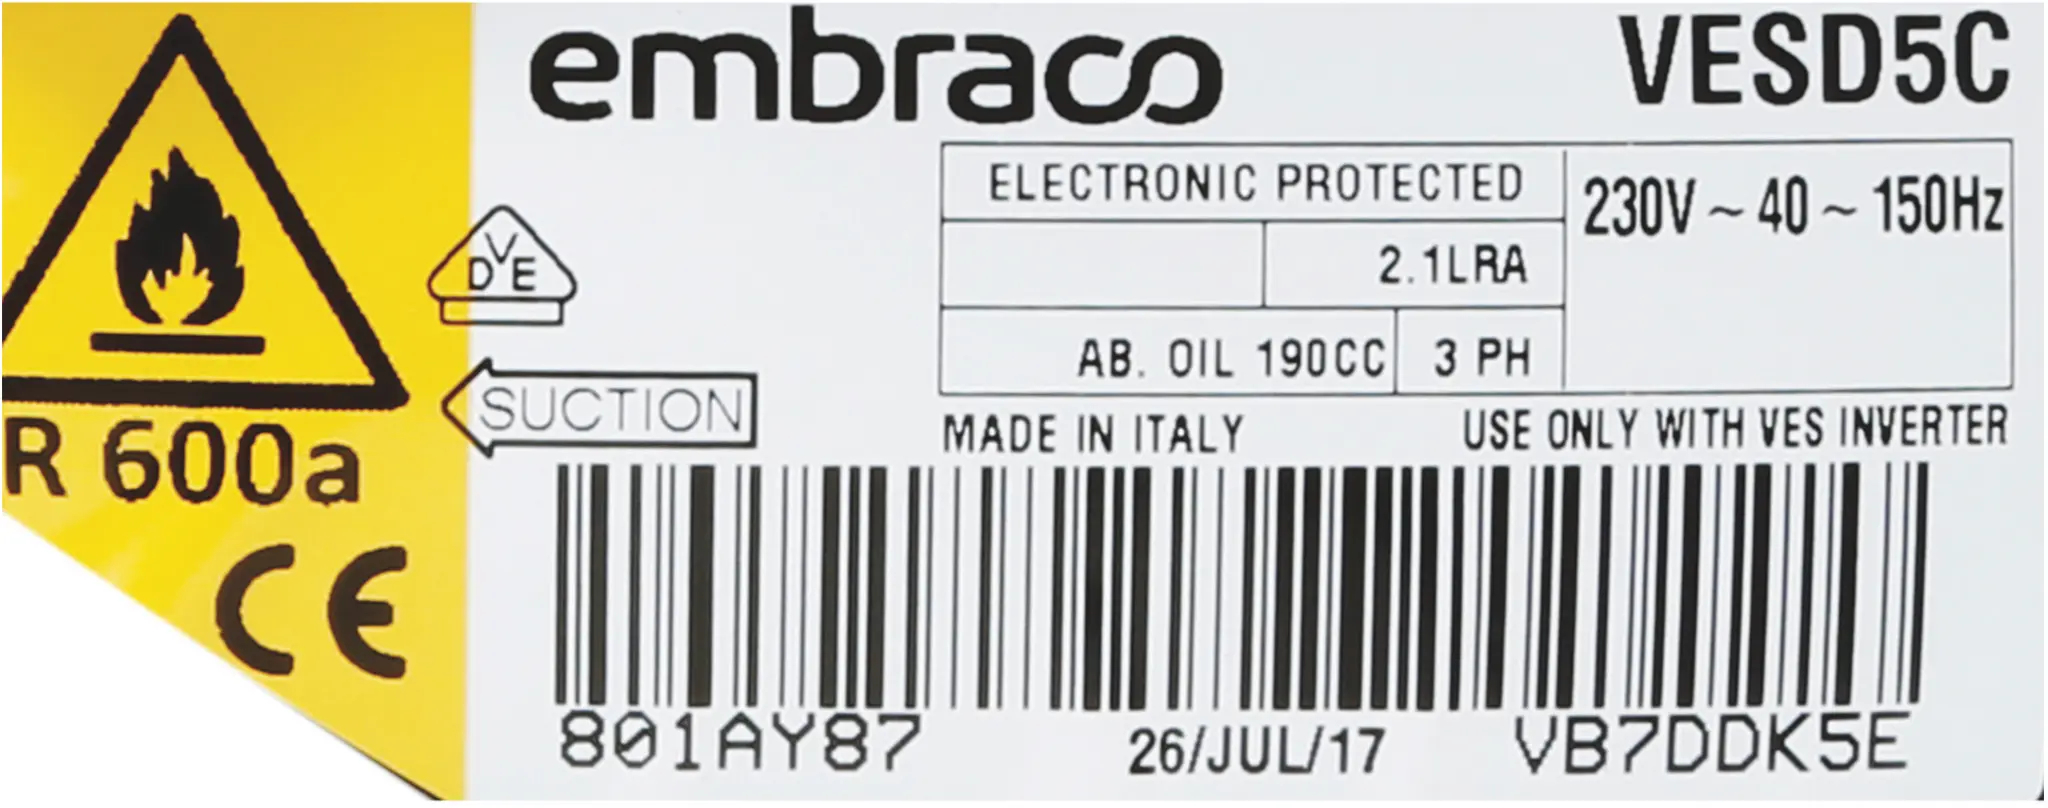 embraco
VESD5C
ELECTRONIC PROTECTED
230V ~ 40 ~ 150Hz
VDE
2.1LRA
AB. OIL 190CC
3 PH
SUCTION
MADE IN ITALY
USE ONLY WITH VES INVERTER
R 600a
CE
801AY87
26/JUL/17
VB7DDK5E